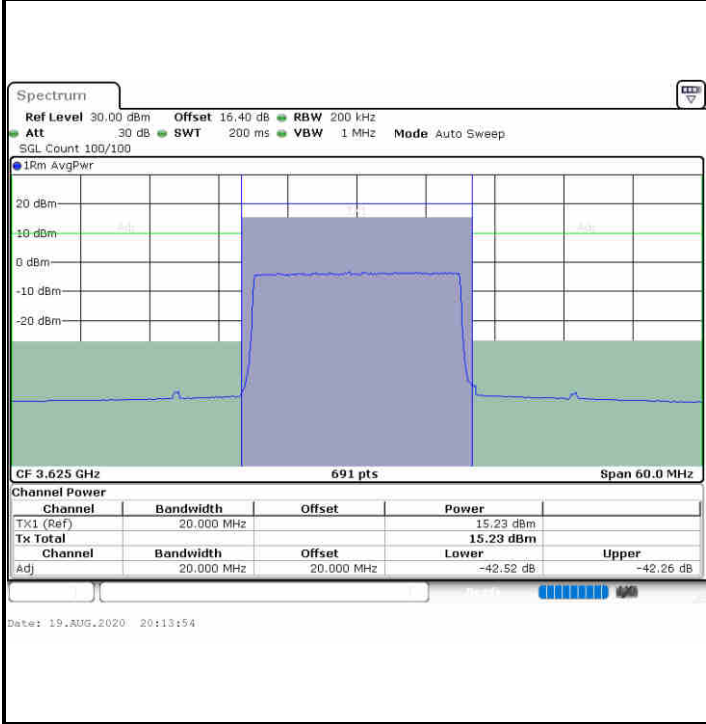 Spectrum
Ref Level 30.00 dBm Offset 16.40 dB RBW 200 kHz
Att 30 dB SWT 200 ms VBW 1 MHz Mode Auto Sweep
SGL Count 100/100
1Rm AvgPwr
20 dBm
TX1
Adj Adj
10 dBm
0 dBm
-10 dBm
-20 dBm
CF 3.625 GHz 691 pts Span 60.0 MHz
Channel Power
Channel Bandwidth Offset Power
TX1 (Ref) 20.000 MHz 15.23 dBm
Tx Total 15.23 dBm
Channel Bandwidth Offset Lower Upper
Adj 20.000 MHz 20.000 MHz -42.52 dB -42.26 dB
Date: 19.AUG.2020 20:13:54